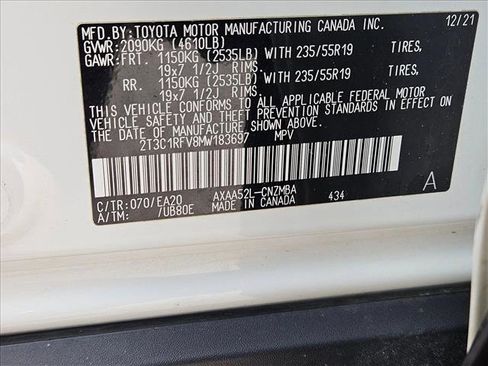 MFD.BY: TOYOTA MOTOR MANUFACTURING CANADA INC. 12/21
GVWR: 2090KG (4610LB)
GAWR: FRT. 1150KG (2535LB) WITH 235/55R19 TIRES,
19x7 1/2J RIMS.
RR. 1150KG (2535LB) WITH 235/55R19 TIRES,
19x7 1/2J RIMS.
THIS VEHICLE CONFORMS TO ALL APPLICABLE FEDERAL MOTOR
VEHICLE SAFETY AND THEFT PREVENTION STANDARDS IN
EFFECT ON THE DATE OF MANUFACTURE SHOWN ABOVE.
2T3C1RFV8MW183697 MPV
C/TR: 070/EA20 AXAA52L-CNZMBA 434 A
A/TM: /UB80E MADE IN CANADA